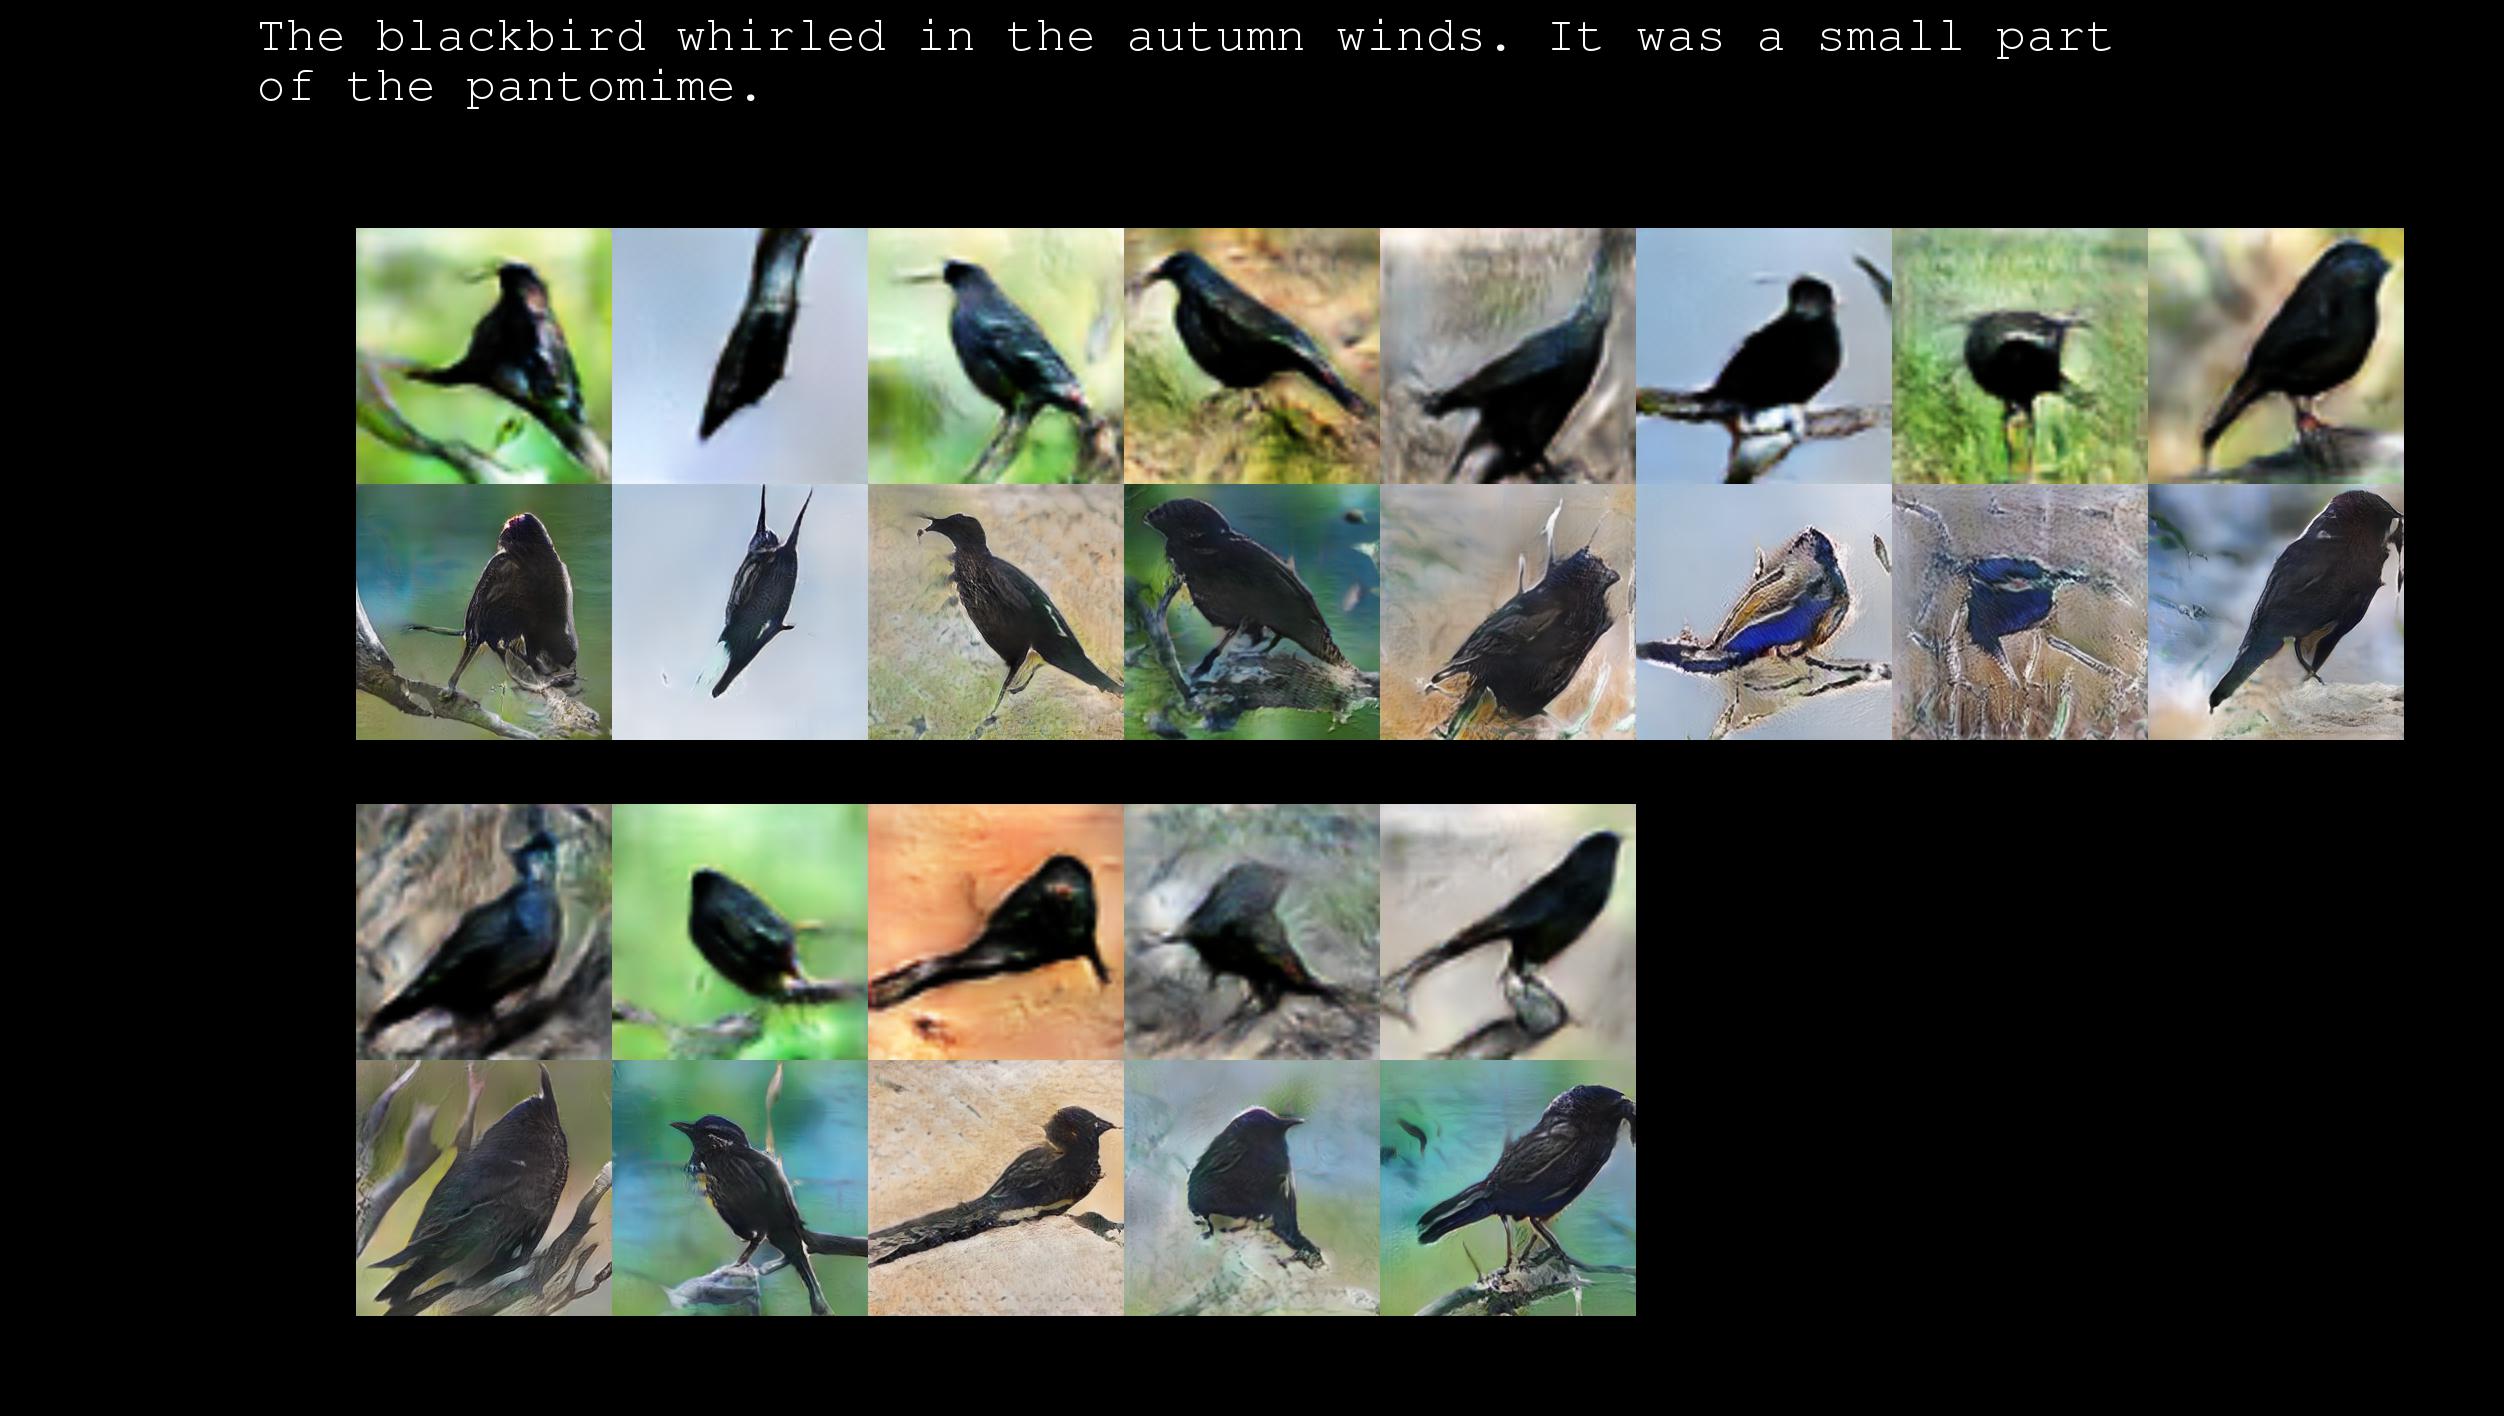 The blackbird whirled in the autumn winds. It was a small part
of the pantomime.